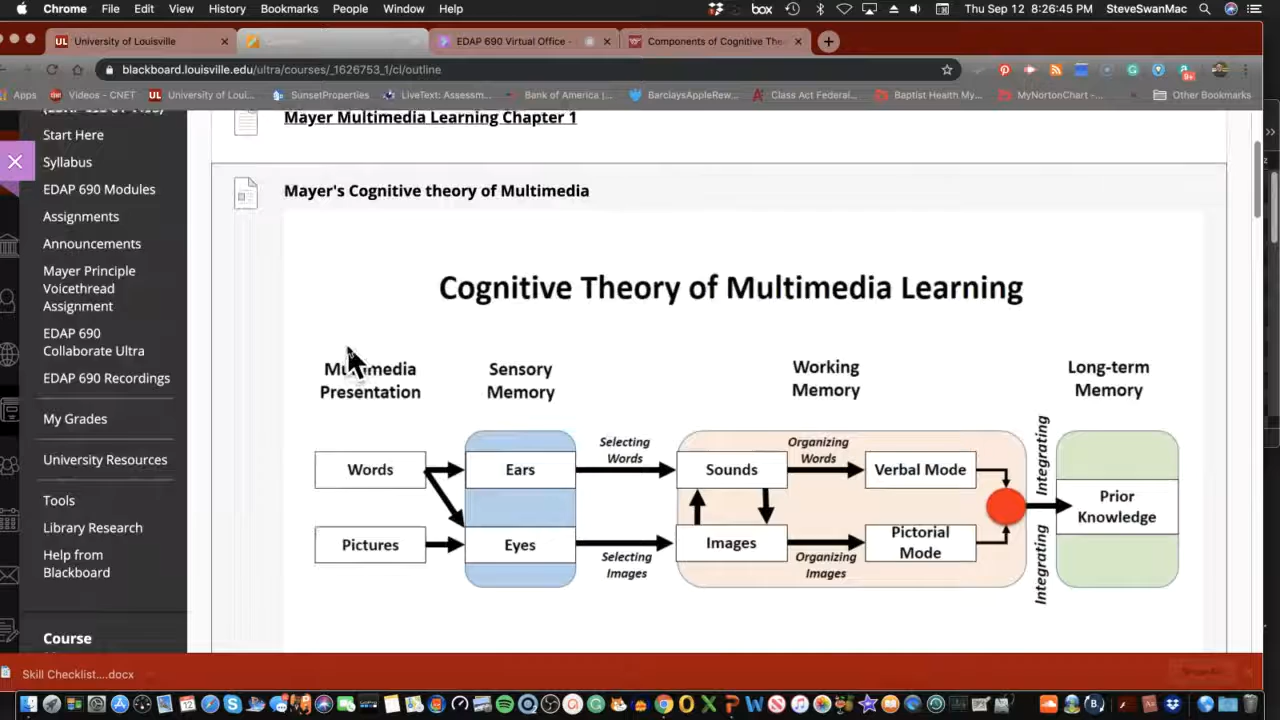 Chrome File Edit View History Bookmarks People Window Help
box
Thu Sep 12 8:26:45 PM SteveSwanMac
University of Louisville
EDAP 690 Virtual Office -
Components of Cognitive The
blackboard.louisville.edu/ultra/courses/_1626753_1/cl/outline
9+
Apps
Videos - CNET
University of Loui...
SunsetProperties
LiveText: Assessm...
Bank of America |...
BarclaysAppleRew...
Class Act Federal...
Baptist Health My...
MyNortonChart -...
Other Bookmarks
Start Here
Syllabus
EDAP 690 Modules
Assignments
Announcements
Mayer Principle
Voicethread
Assignment
EDAP 690
Collaborate Ultra
EDAP 690 Recordings
My Grades
University Resources
Tools
Library Research
Help from
Blackboard
Course
Mayer Multimedia Learning Chapter 1
Mayer's Cognitive theory of Multimedia
Cognitive Theory of Multimedia Learning
Multimedia
Presentation
Sensory
Memory
Working
Memory
Long-term
Memory
Words
Pictures
Ears
Eyes
Selecting
Words
Selecting
Images
Sounds
Images
Organizing
Words
Organizing
Images
Verbal Mode
Pictorial
Mode
Integrating
Integrating
Prior
Knowledge
Skill Checklist....docx